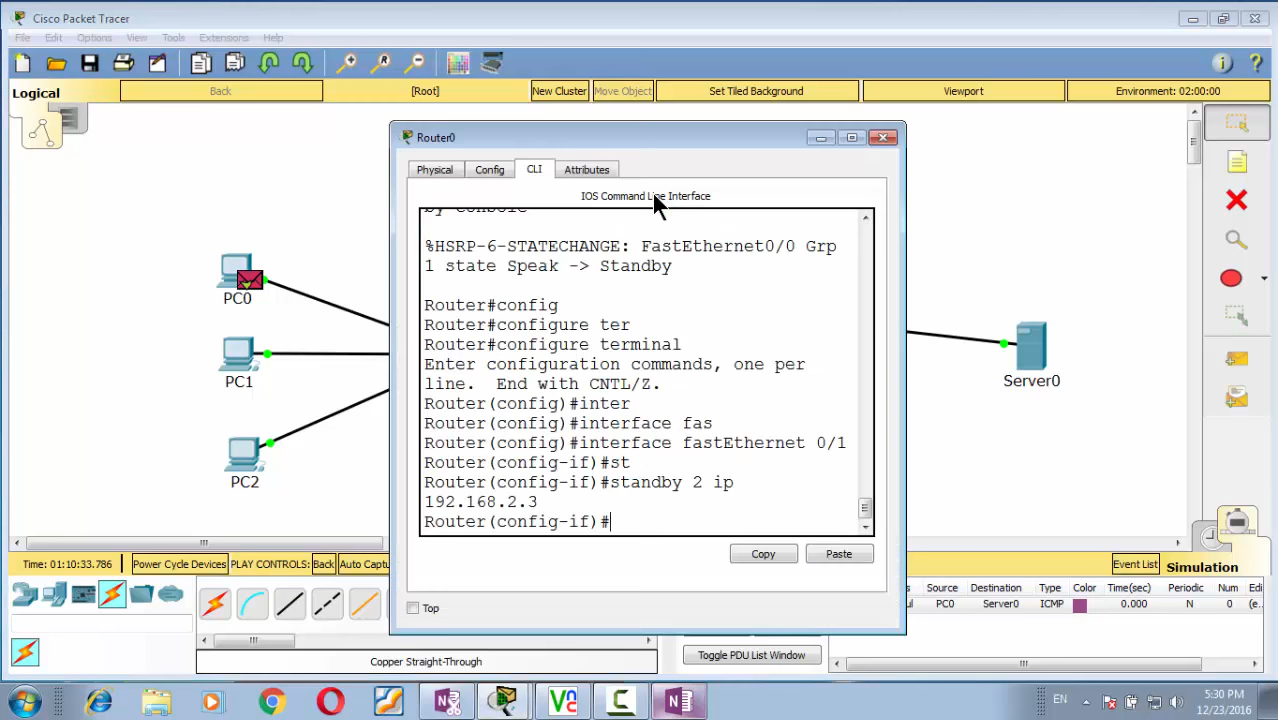 Cisco Packet Tracer
File Edit Options View Tools Extensions Help
Logical
Back
[Root]
New Cluster
Move Object
Set Tiled Background
Viewport
Environment: 02:00:00
Router0
Physical Config CLI Attributes
IOS Command Line Interface
by console
%HSRP-6-STATECHANGE: FastEthernet0/0 Grp
1 state Speak -> Standby
Router#config
Router#configure ter
Router#configure terminal
Enter configuration commands, one per
line.  End with CNTL/Z.
Router(config)#inter
Router(config)#interface fas
Router(config)#interface fastEthernet 0/1
Router(config-if)#st
Router(config-if)#standby 2 ip
192.168.2.3
Router(config-if)#
Copy
Paste
Top
PC0
PC1
PC2
Server0
Time: 01:10:33.786
Power Cycle Devices
PLAY CONTROLS:
Back
Auto Captu
Event List
Simulation
Source Destination Type Color Time(sec) Periodic Num Edi
ul PC0 Server0 ICMP 0.000 N 0 (e..
Toggle PDU List Window
Copper Straight-Through
EN
5:30 PM
12/23/2016